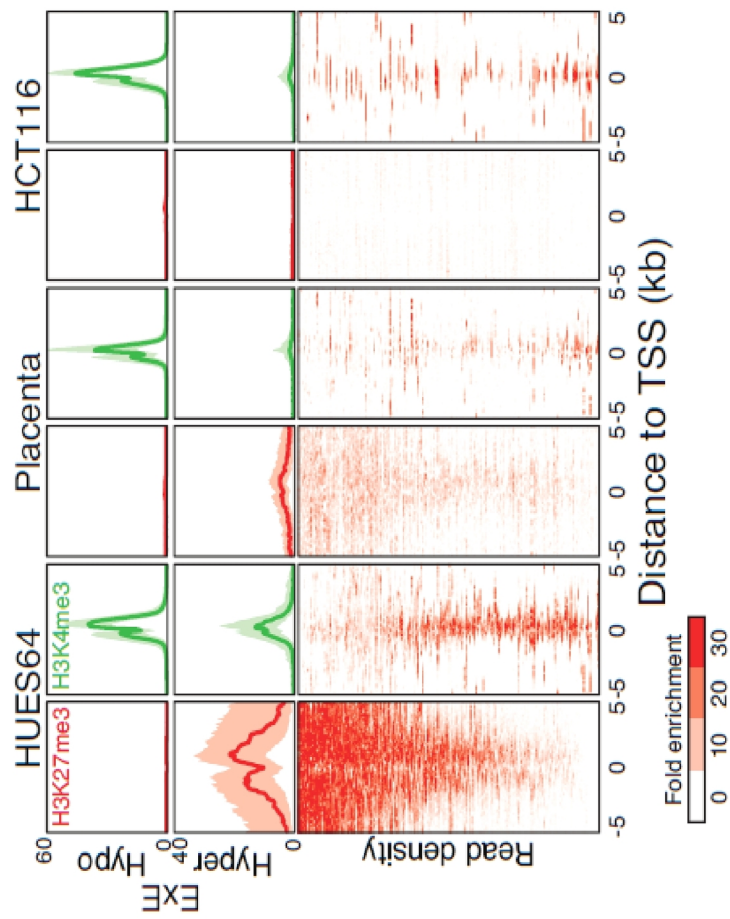 HUES64 Placenta HCT116
H3K27me3 H3K4me3
ExE
Hypo
60
0
Hyper
40
0
Read density
-5 0 5 -5 0 5 -5 0 5 -5 0 5 -5 0 5 -5 0 5
Distance to TSS (kb)
Fold enrichment
0 10 20 30